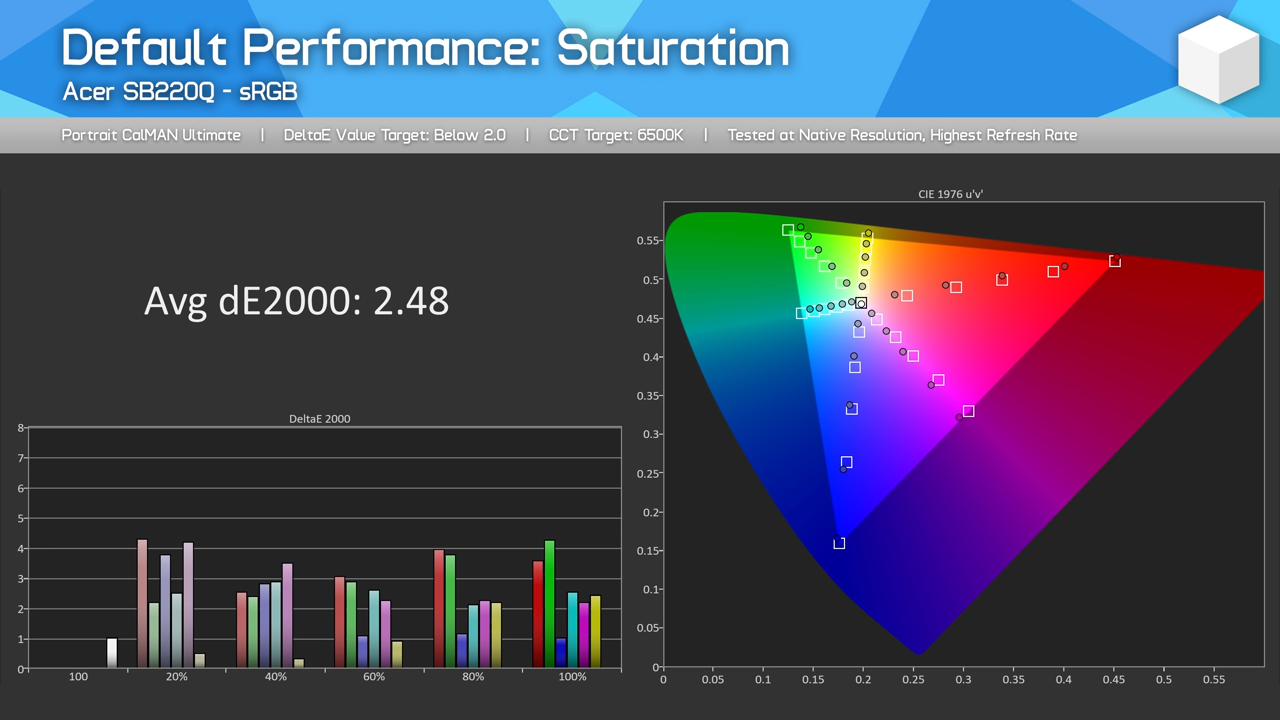 Default Performance: Saturation
Acer SB220Q - sRGB
Portrait CalMAN Ultimate | DeltaE Value Target: Below 2.0 | CCT Target: 6500K | Tested at Native Resolution, Highest Refresh Rate
Avg dE2000: 2.48
DeltaE 2000
8
7
6
5
4
3
2
1
0
100 20% 40% 60% 80% 100%
CIE 1976 u'v'
0.55
0.5
0.45
0.4
0.35
0.3
0.25
0.2
0.15
0.1
0.05
0
0 0.05 0.1 0.15 0.2 0.25 0.3 0.35 0.4 0.45 0.5 0.55